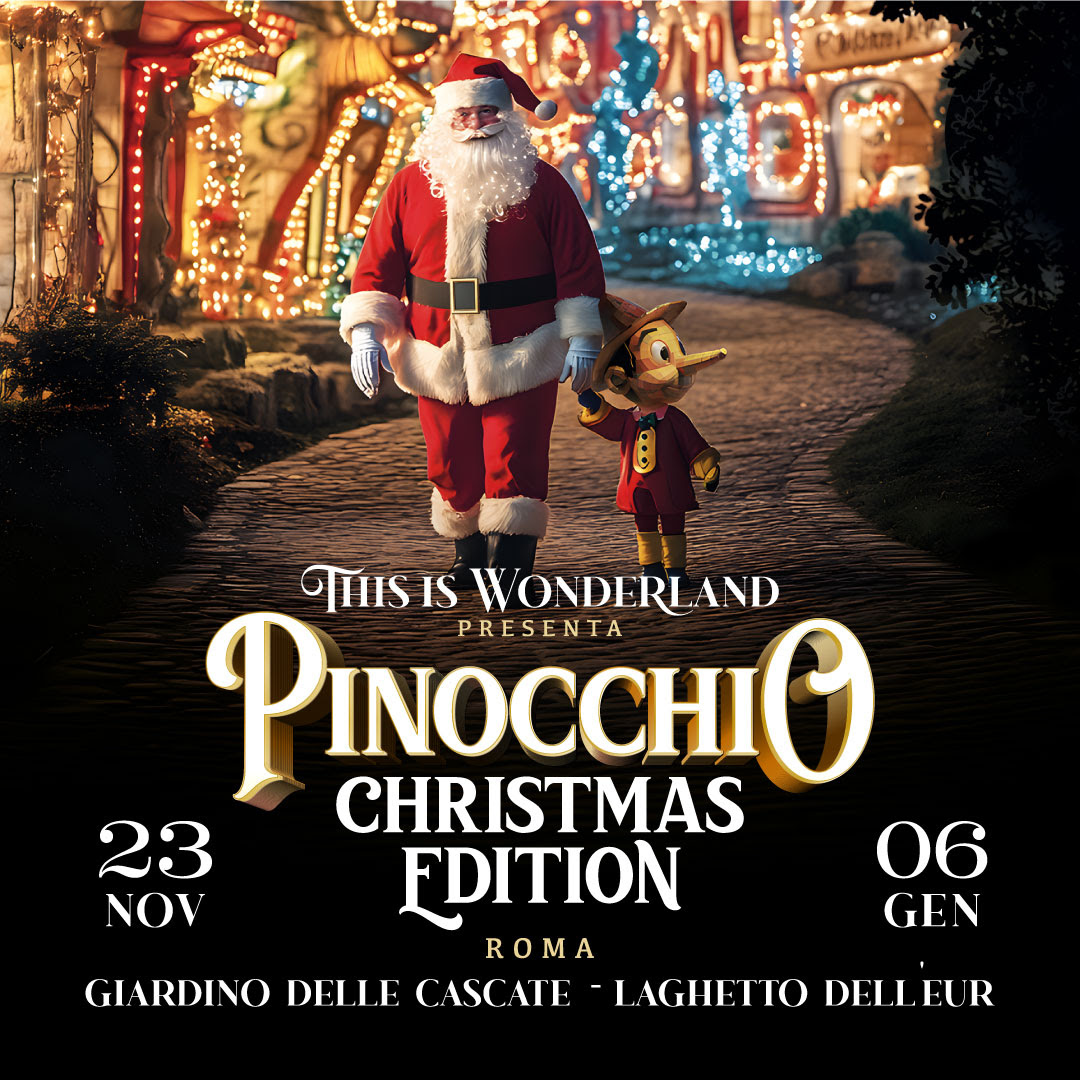 THIS IS WONDERLAND
PRESENTA
PINOCCHIO
CHRISTMAS
EDITION
23
NOV
06
GEN
ROMA
GIARDINO DELLE CASCATE - LAGHETTO DELL'EUR